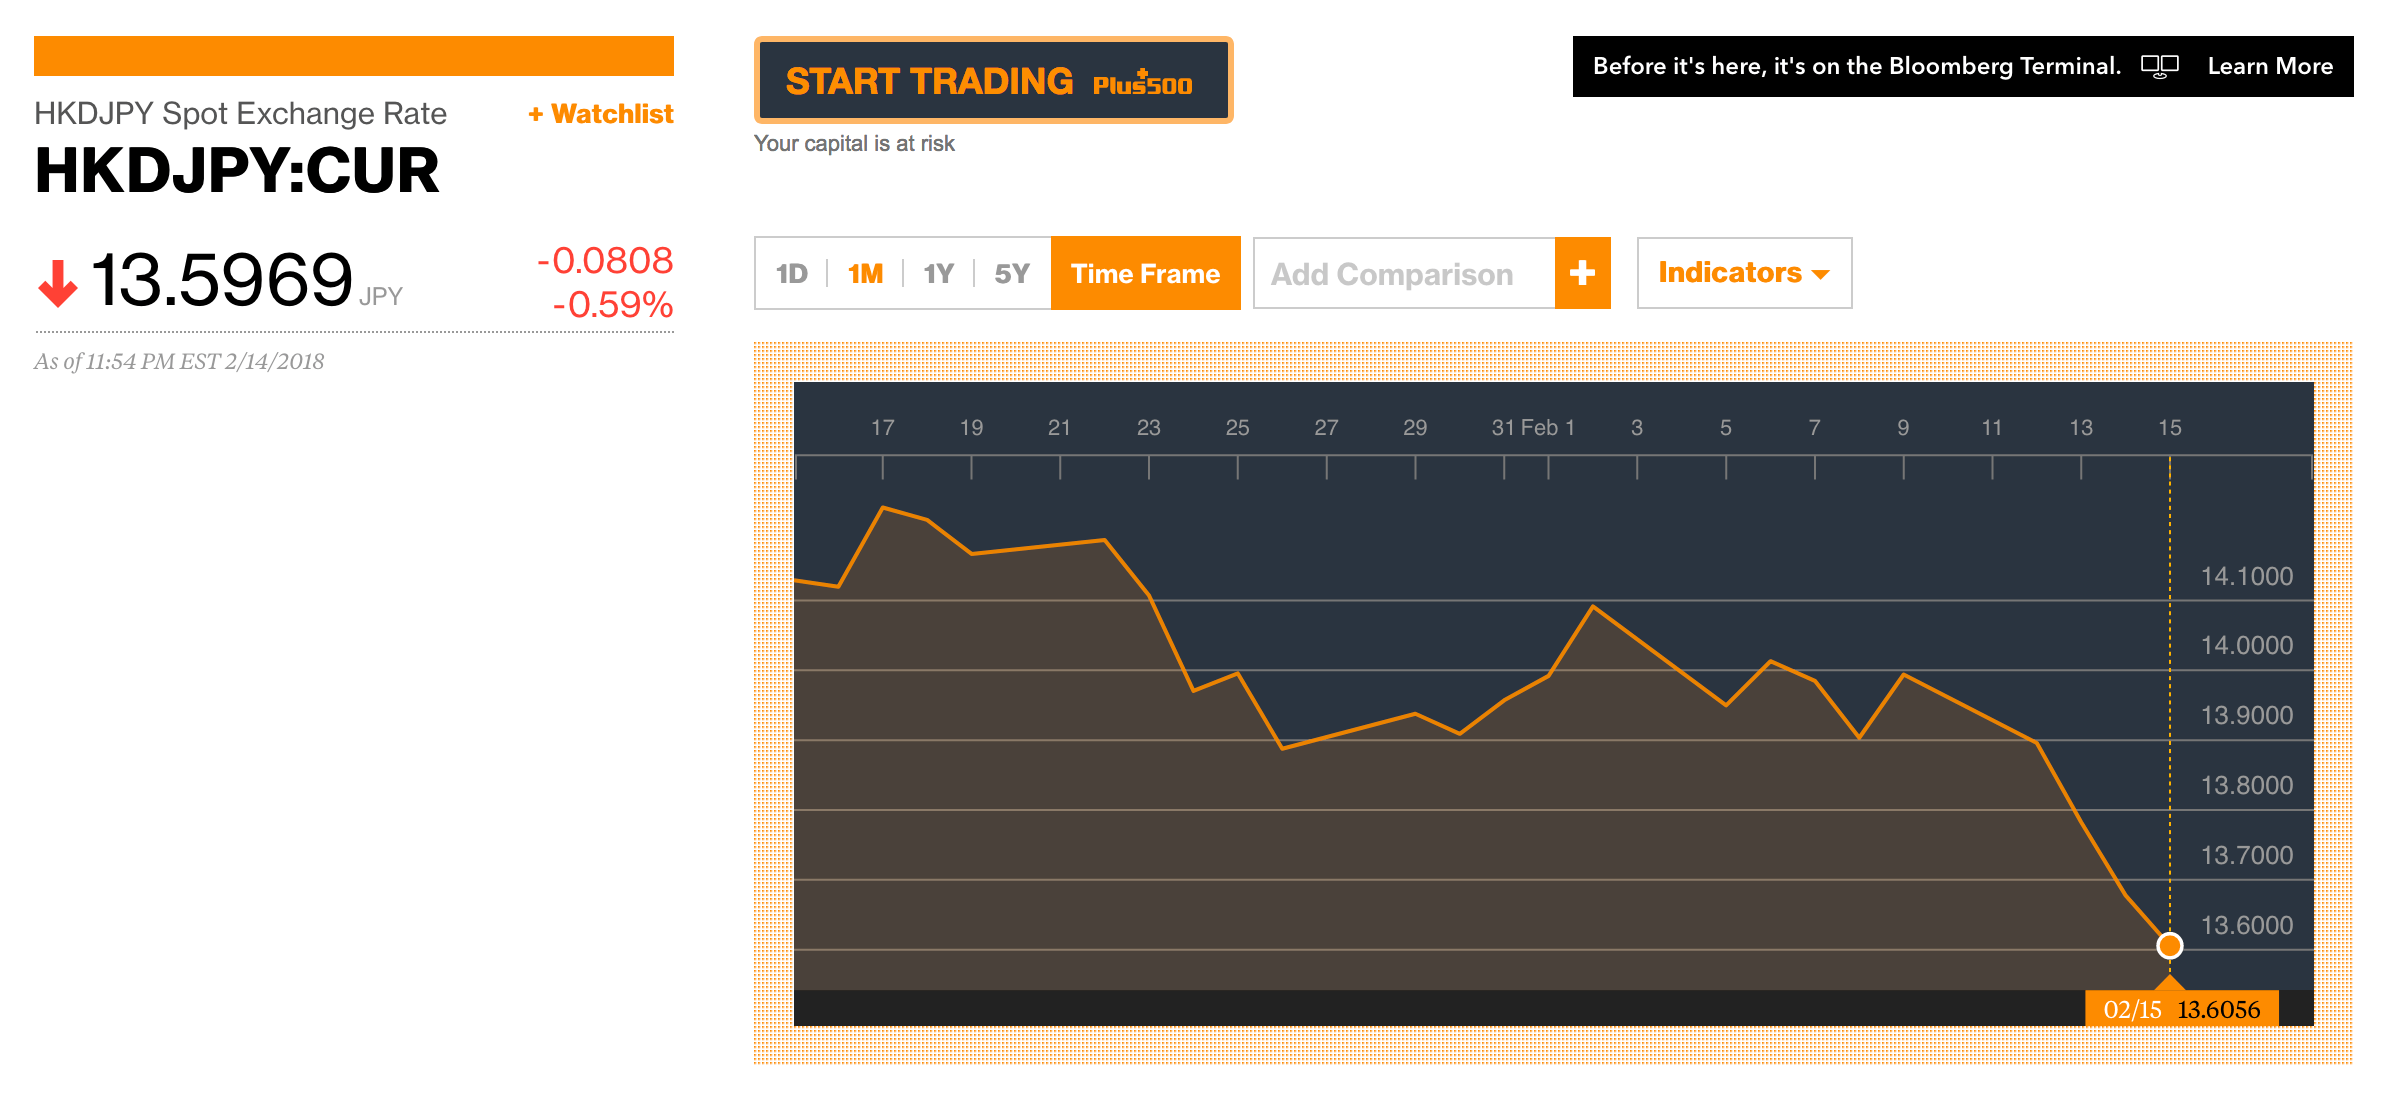 HKDJPY Spot Exchange Rate
+ Watchlist
HKDJPY:CUR
13.5969 JPY
-0.0808
-0.59%
As of 11:54 PM EST 2/14/2018
START TRADING Plus500
Your capital is at risk
Before it's here, it's on the Bloomberg Terminal. Learn More
1D 1M 1Y 5Y Time Frame
Add Comparison +
Indicators
17 19 21 23 25 27 29 31 Feb 1 3 5 7 9 11 13 15
14.1000
14.0000
13.9000
13.8000
13.7000
13.6000
02/15 13.6056